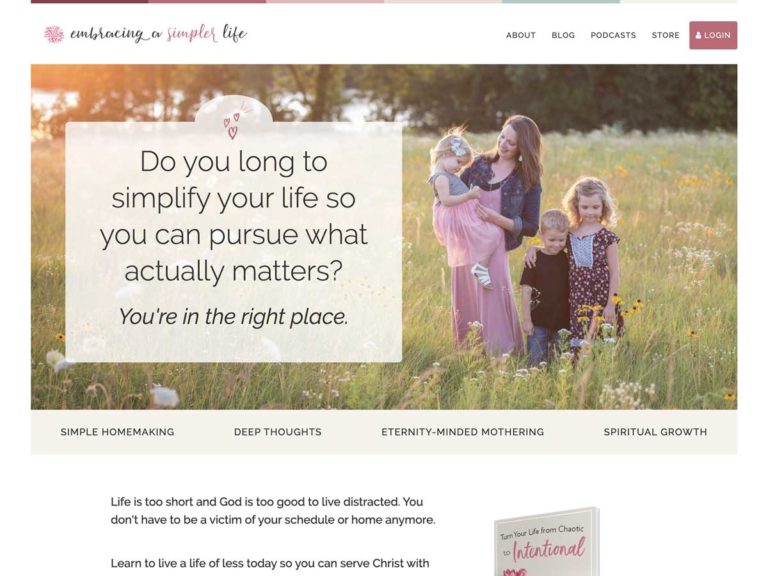 embracing a simpler life
ABOUT
BLOG
PODCASTS
STORE
LOGIN
Do you long to
simplify your life so
you can pursue what
actually matters?
You're in the right place.
SIMPLE HOMEMAKING
DEEP THOUGHTS
ETERNITY-MINDED MOTHERING
SPIRITUAL GROWTH
Life is too short and God is too good to live distracted. You
don't have to be a victim of your schedule or home anymore.
Learn to live a life of less today so you can serve Christ with
Turn Your Life from Chaotic
to Intentional